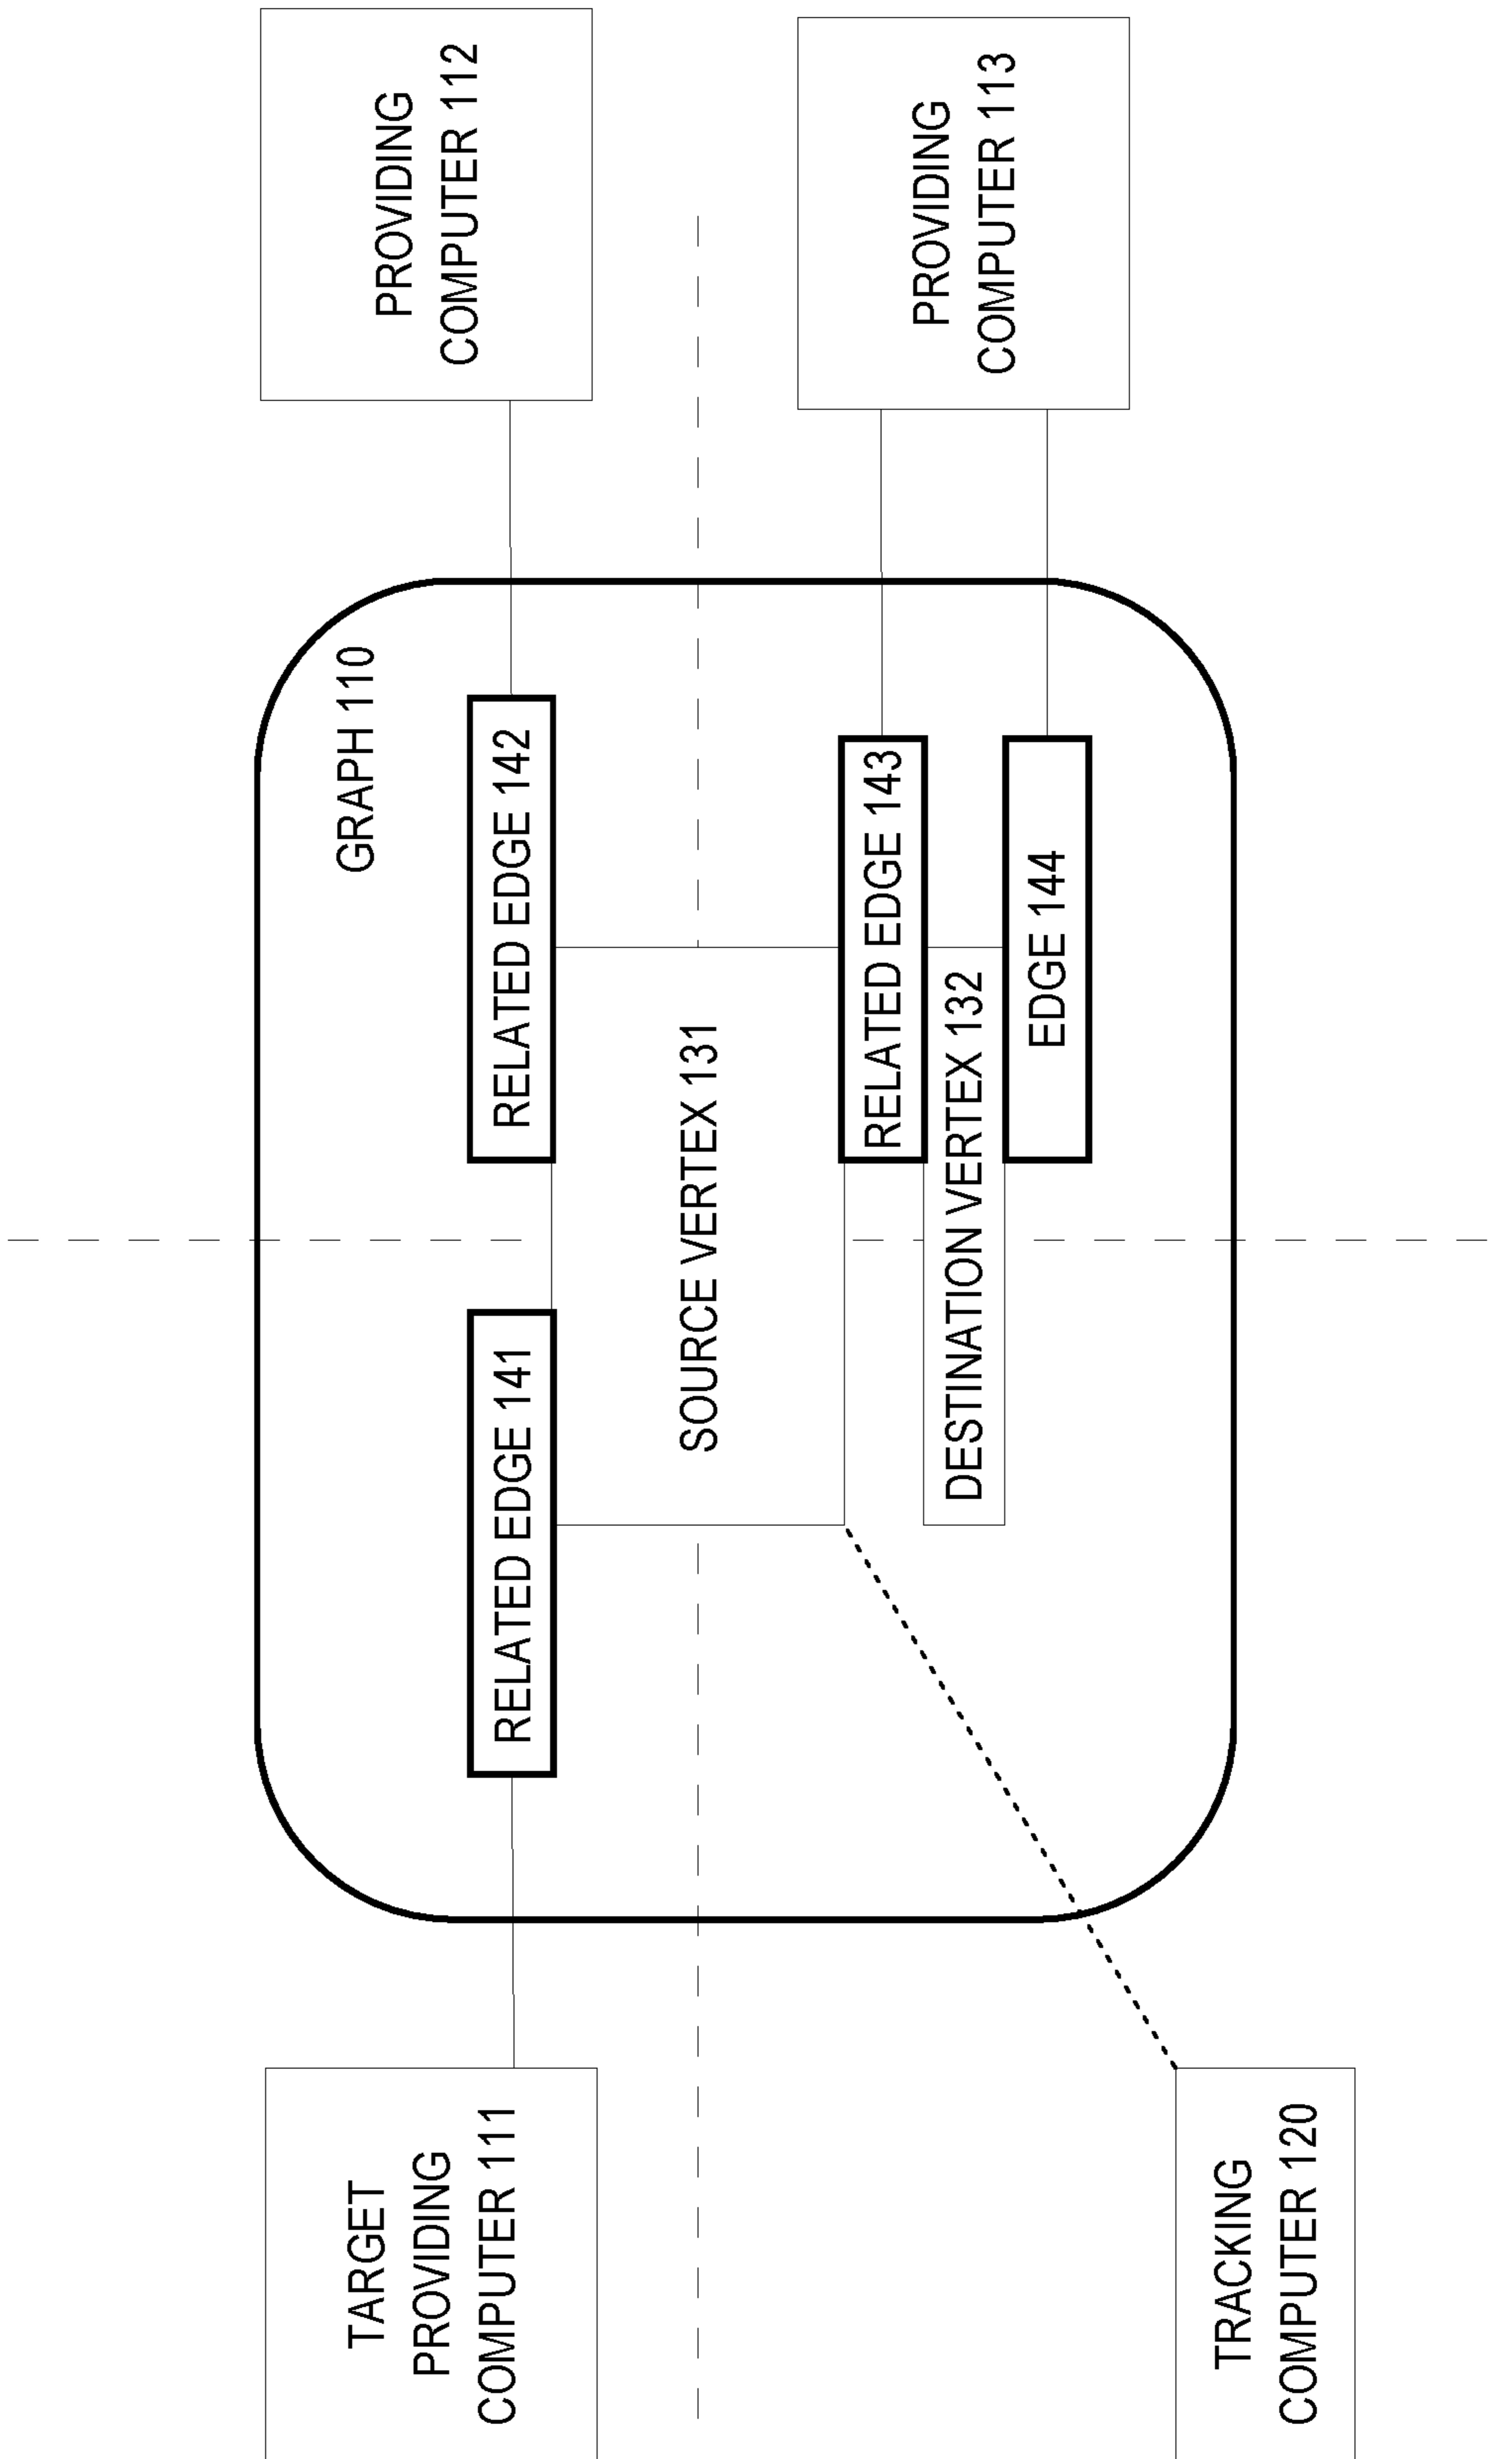 TARGET
PROVIDING
COMPUTER 111
GRAPH 110
PROVIDING
COMPUTER 112
RELATED EDGE 141
RELATED EDGE 142
SOURCE VERTEX 131
RELATED EDGE 143
DESTINATION VERTEX 132
EDGE 144
PROVIDING
COMPUTER 113
TRACKING
COMPUTER 120